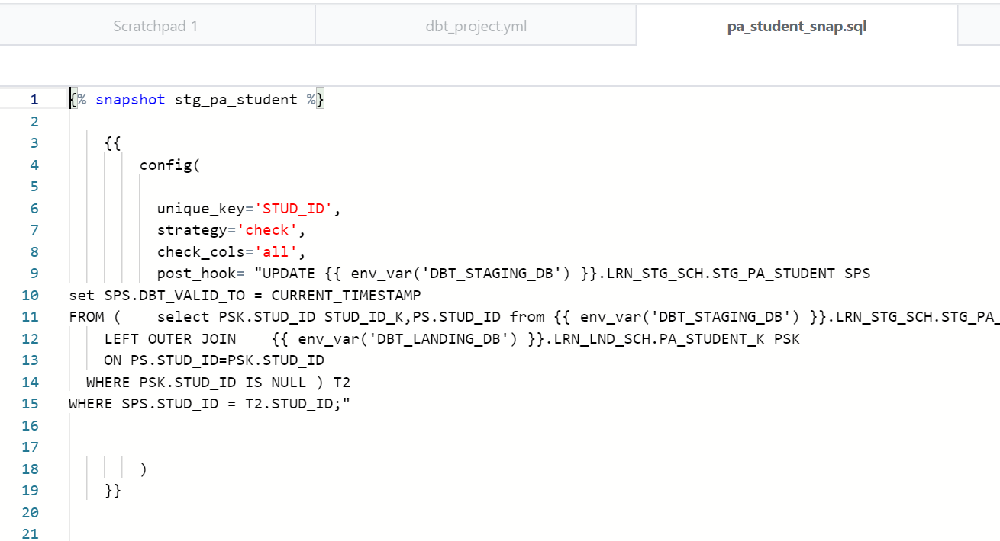 Scratchpad 1
dbt_project.yml
pa_student_snap.sql
1 {% snapshot stg_pa_student %}
2
3 {{
4 config(
5
6 unique_key='STUD_ID',
7 strategy='check',
8 check_cols='all',
9 post_hook= "UPDATE {{ env_var('DBT_STAGING_DB') }}.LRN_STG_SCH.STG_PA_STUDENT SPS
10 set SPS.DBT_VALID_TO = CURRENT_TIMESTAMP
11 FROM ( select PSK.STUD_ID STUD_ID_K,PS.STUD_ID from {{ env_var('DBT_STAGING_DB') }}.LRN_STG_SCH.STG_PA_
12 LEFT OUTER JOIN {{ env_var('DBT_LANDING_DB') }}.LRN_LND_SCH.PA_STUDENT_K PSK
13 ON PS.STUD_ID=PSK.STUD_ID
14 WHERE PSK.STUD_ID IS NULL ) T2
15 WHERE SPS.STUD_ID = T2.STUD_ID;"
16
17
18 )
19 }}
20
21